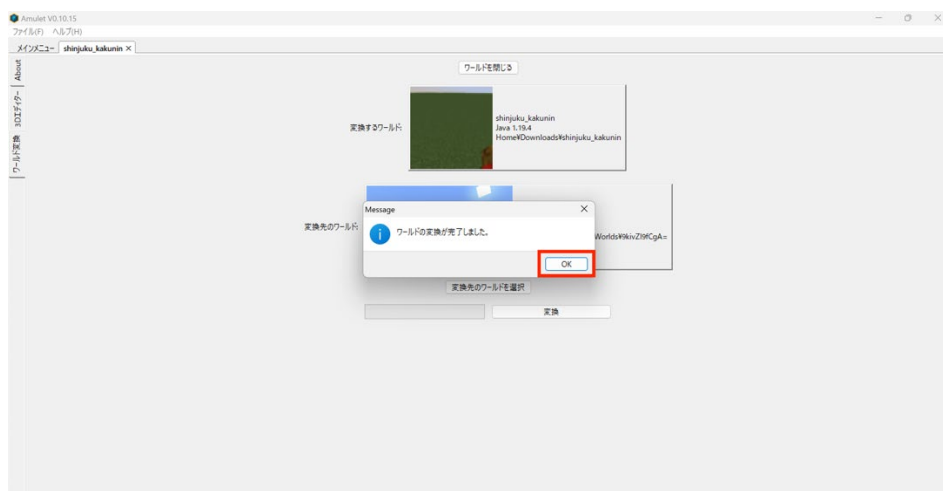 Amulet V0.10.15
ファイル(F) ヘルプ(H)
メインメニュー shinjuku_kakunin ×
About
3Dエディター
ワールド変換
ワールドを閉じる
変換するワールド:
shinjuku_kakunin
Java 1.19.4
Home¥Downloads¥shinjuku_kakunin
変換先のワールド:
Worlds¥9kivZI9fCgA=
Message
ワールドの変換が完了しました。
OK
変換先のワールドを選択
変換